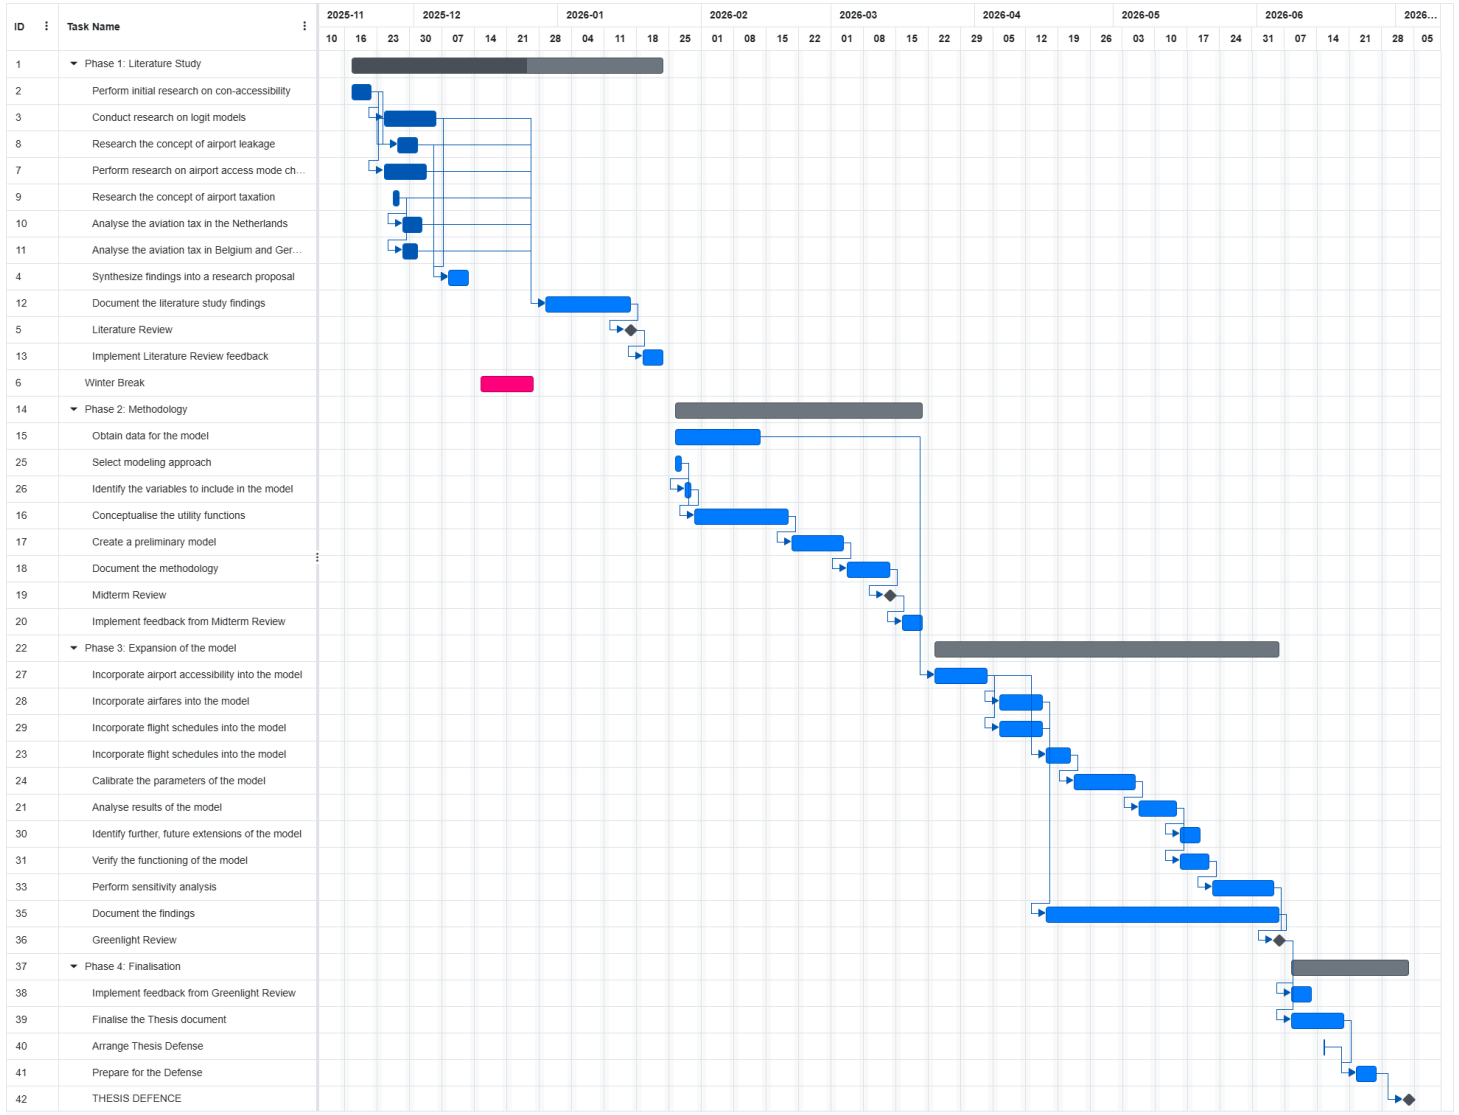 ID Task Name 2025-11 2025-12 2026-01 2026-02 2026-03 2026-04 2026-05 2026-06 2026...
10 16 23 30 07 14 21 28 04 11 18 25 01 08 15 22 01 08 15 22 29 05 12 19 26 03 10 17 24 31 07 14 21 28 05
1 Phase 1: Literature Study
2 Perform initial research on con-accessibility
3 Conduct research on logit models
8 Research the concept of airport leakage
7 Perform research on airport access mode ch...
9 Research the concept of airport taxation
10 Analyse the aviation tax in the Netherlands
11 Analyse the aviation tax in Belgium and Ger...
4 Synthesize findings into a research proposal
12 Document the literature study findings
5 Literature Review
13 Implement Literature Review feedback
6 Winter Break
14 Phase 2: Methodology
15 Obtain data for the model
25 Select modeling approach
26 Identify the variables to include in the model
16 Conceptualise the utility functions
17 Create a preliminary model
18 Document the methodology
19 Midterm Review
20 Implement feedback from Midterm Review
22 Phase 3: Expansion of the model
27 Incorporate airport accessibility into the model
28 Incorporate airfares into the model
29 Incorporate flight schedules into the model
23 Incorporate flight schedules into the model
24 Calibrate the parameters of the model
21 Analyse results of the model
30 Identify further, future extensions of the model
31 Verify the functioning of the model
33 Perform sensitivity analysis
35 Document the findings
36 Greenlight Review
37 Phase 4: Finalisation
38 Implement feedback from Greenlight Review
39 Finalise the Thesis document
40 Arrange Thesis Defense
41 Prepare for the Defense
42 THESIS DEFENCE